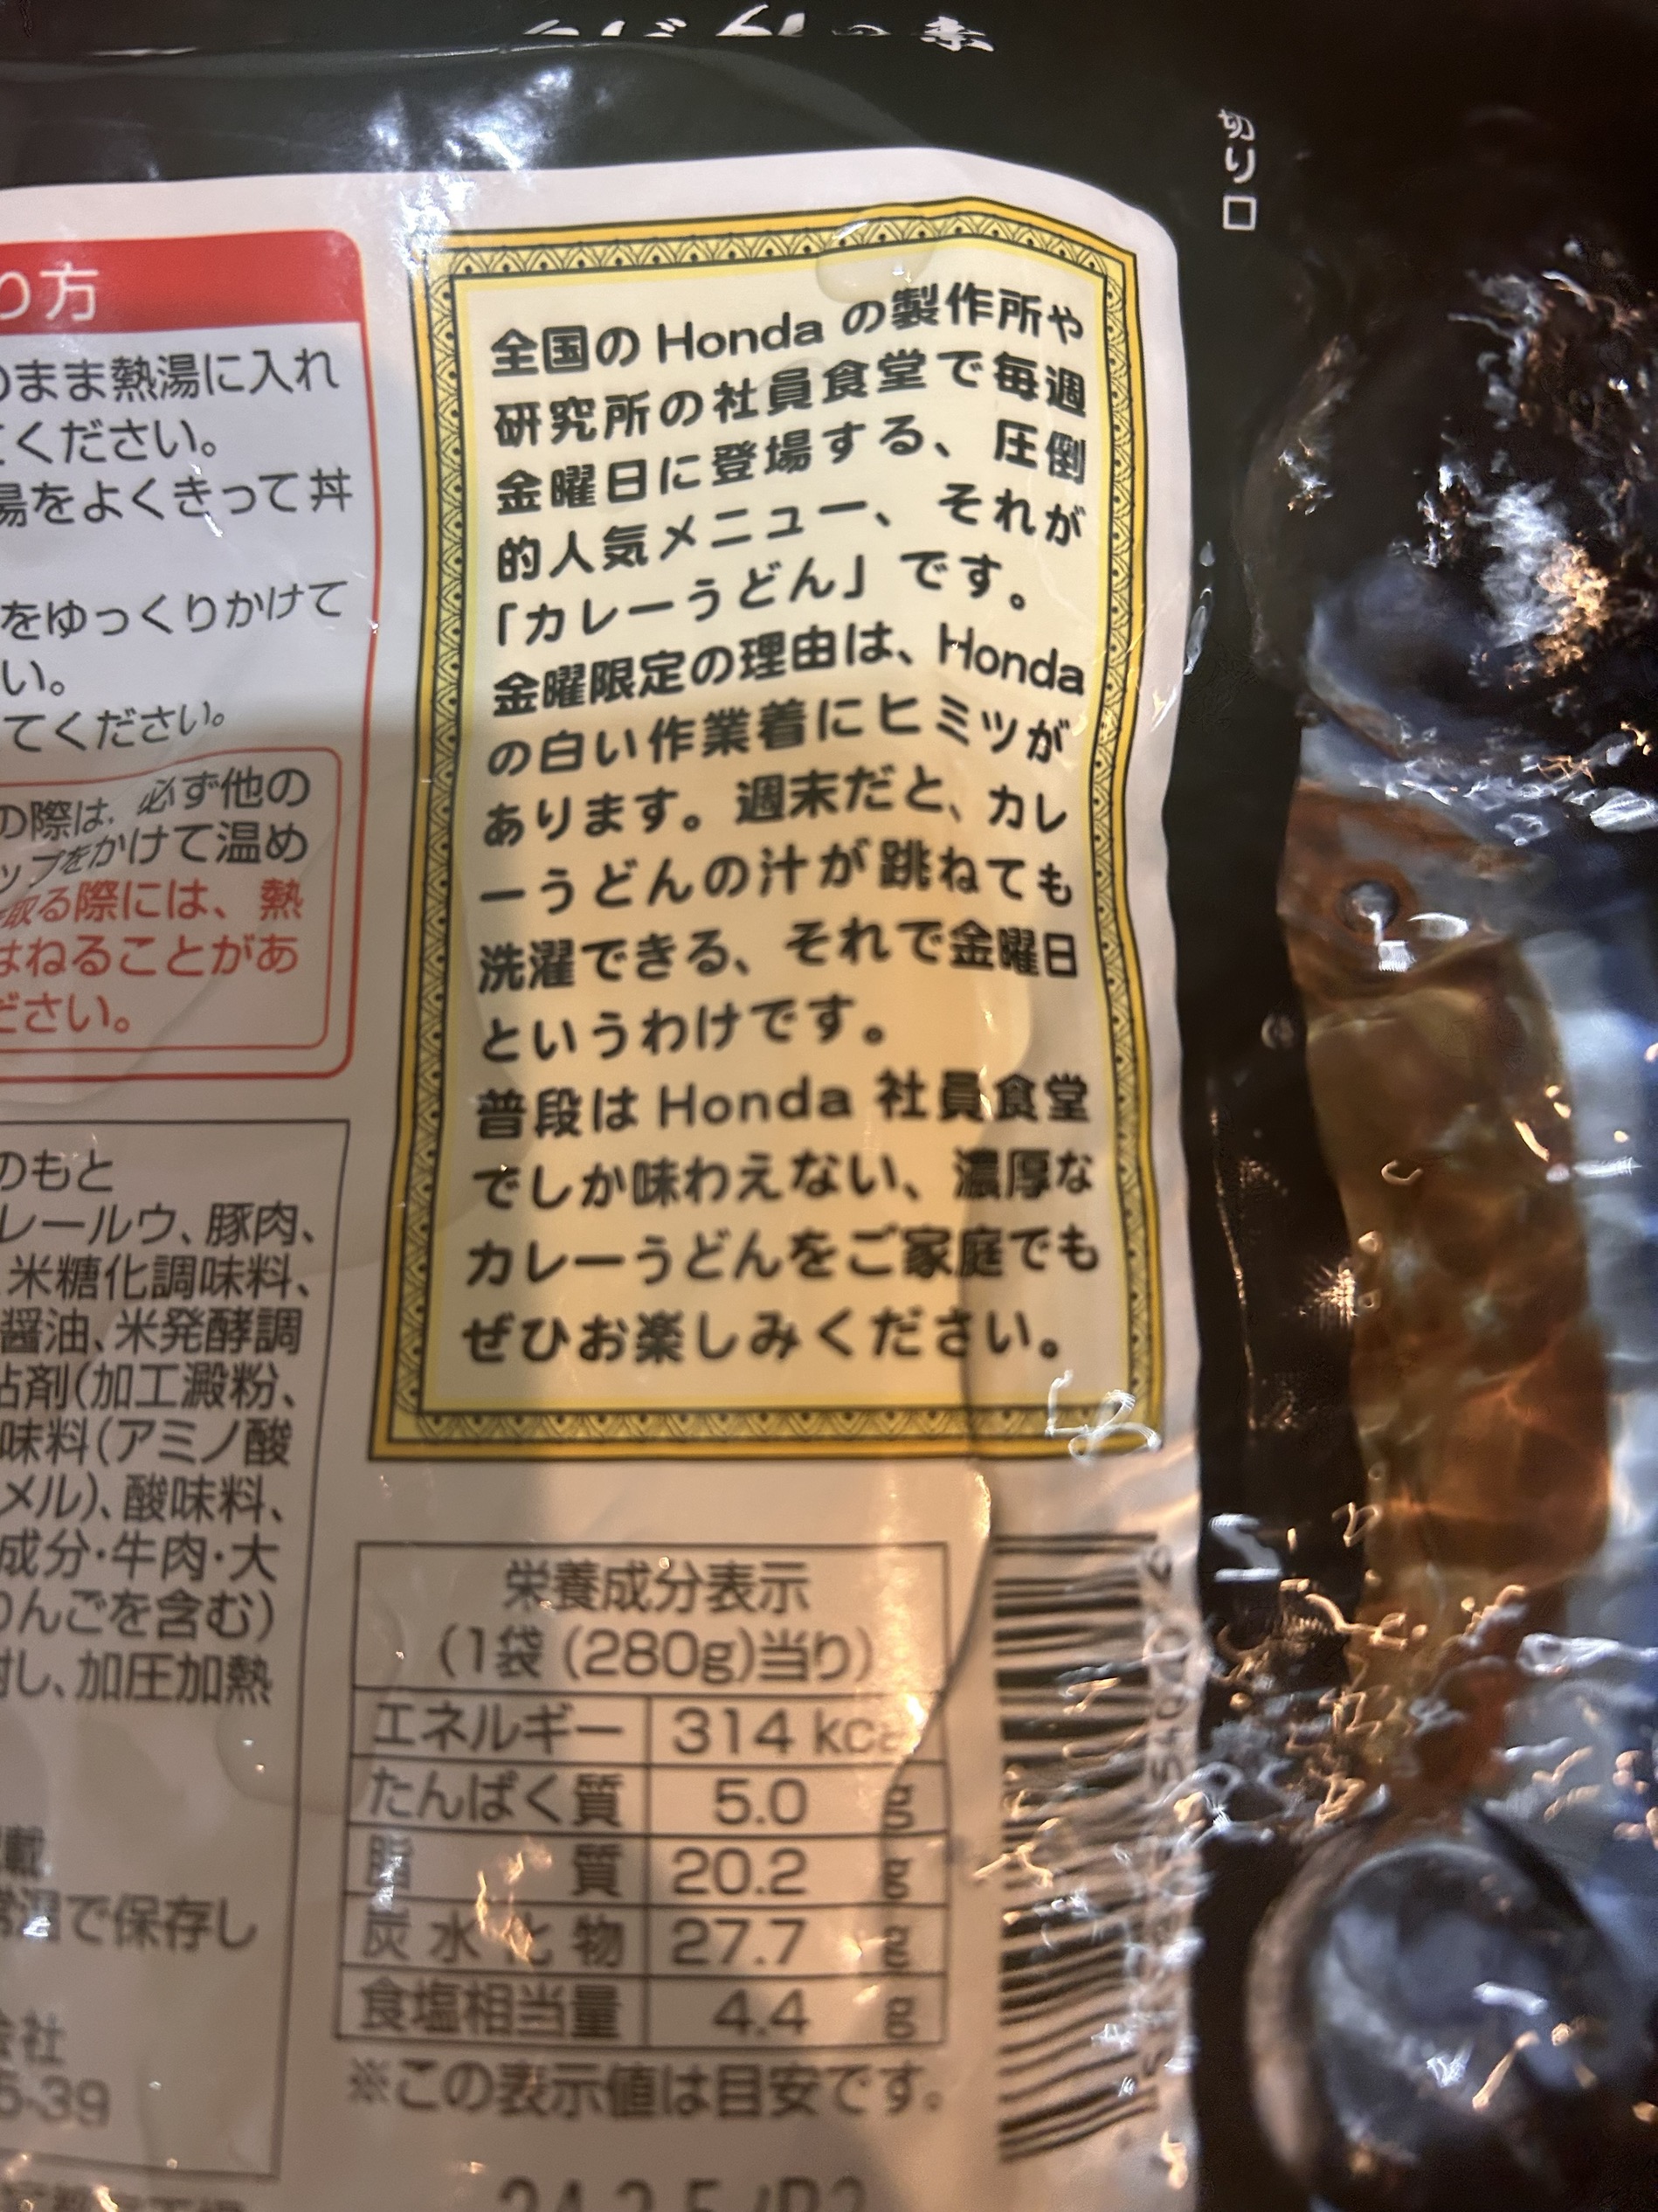 の素
切り口
り方
のまま熱湯に入れ
てください。
湯をよくきって丼
をゆっくりかけて
い。
てください。
の際は、必ず他の
ップをかけて温め
取る際には、熱
はねることがあ
ださい。
全国の Honda の製作所や
研究所の社員食堂で毎週
金曜日に登場する、圧倒
的人気メニュー、それが
「カレーうどん」です。
金曜限定の理由は、Honda
の白い作業着にヒミツが
あります。週末だと、カレ
ーうどんの汁が跳ねても
洗濯できる、それで金曜日
というわけです。
普段は Honda 社員食堂
でしか味わえない、濃厚な
カレーうどんをご家庭でも
ぜひお楽しみください。
のもと
レールウ、豚肉、
米糖化調味料、
醤油、米発酵調
粘剤(加工澱粉、
味料(アミノ酸
メル)、酸味料、
成分・牛肉・大
りんごを含む)
封し、加圧加熱
載
常温で保存し
会社
5-39
栄養成分表示
(1袋 (280g)当り)
エネルギー 314 kcal
たんぱく質 5.0 g
脂質 20.2 g
炭水化物 27.7 g
食塩相当量 4.4 g
※この表示値は目安です。